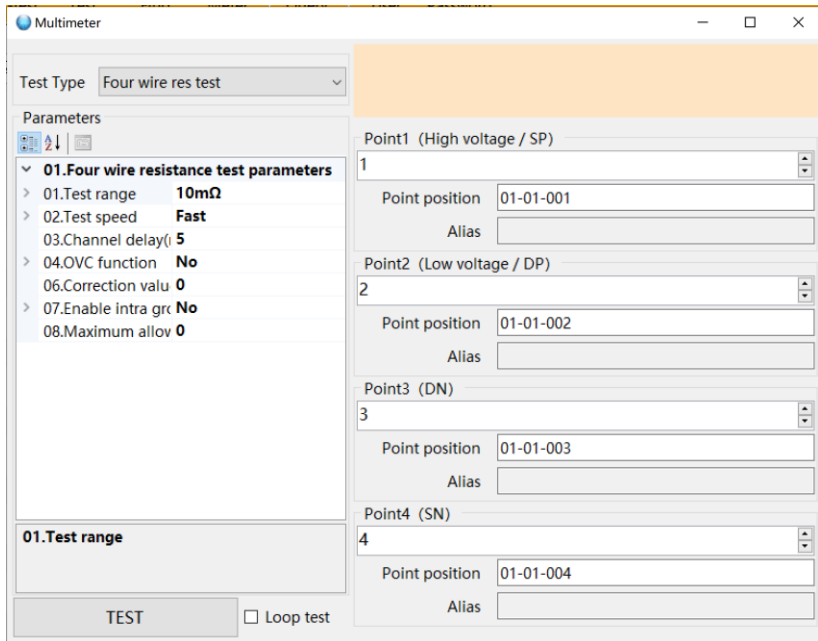 Multimeter
Test Type Four wire res test
Parameters
01.Four wire resistance test parameters
01.Test range 10mΩ
02.Test speed Fast
03.Channel delay(ı 5
04.OVC function No
06.Correction valu 0
07.Enable intra grc No
08.Maximum allov 0
01.Test range
TEST
Loop test
Point1 (High voltage / SP)
1
Point position 01-01-001
Alias
Point2 (Low voltage / DP)
2
Point position 01-01-002
Alias
Point3 (DN)
3
Point position 01-01-003
Alias
Point4 (SN)
4
Point position 01-01-004
Alias